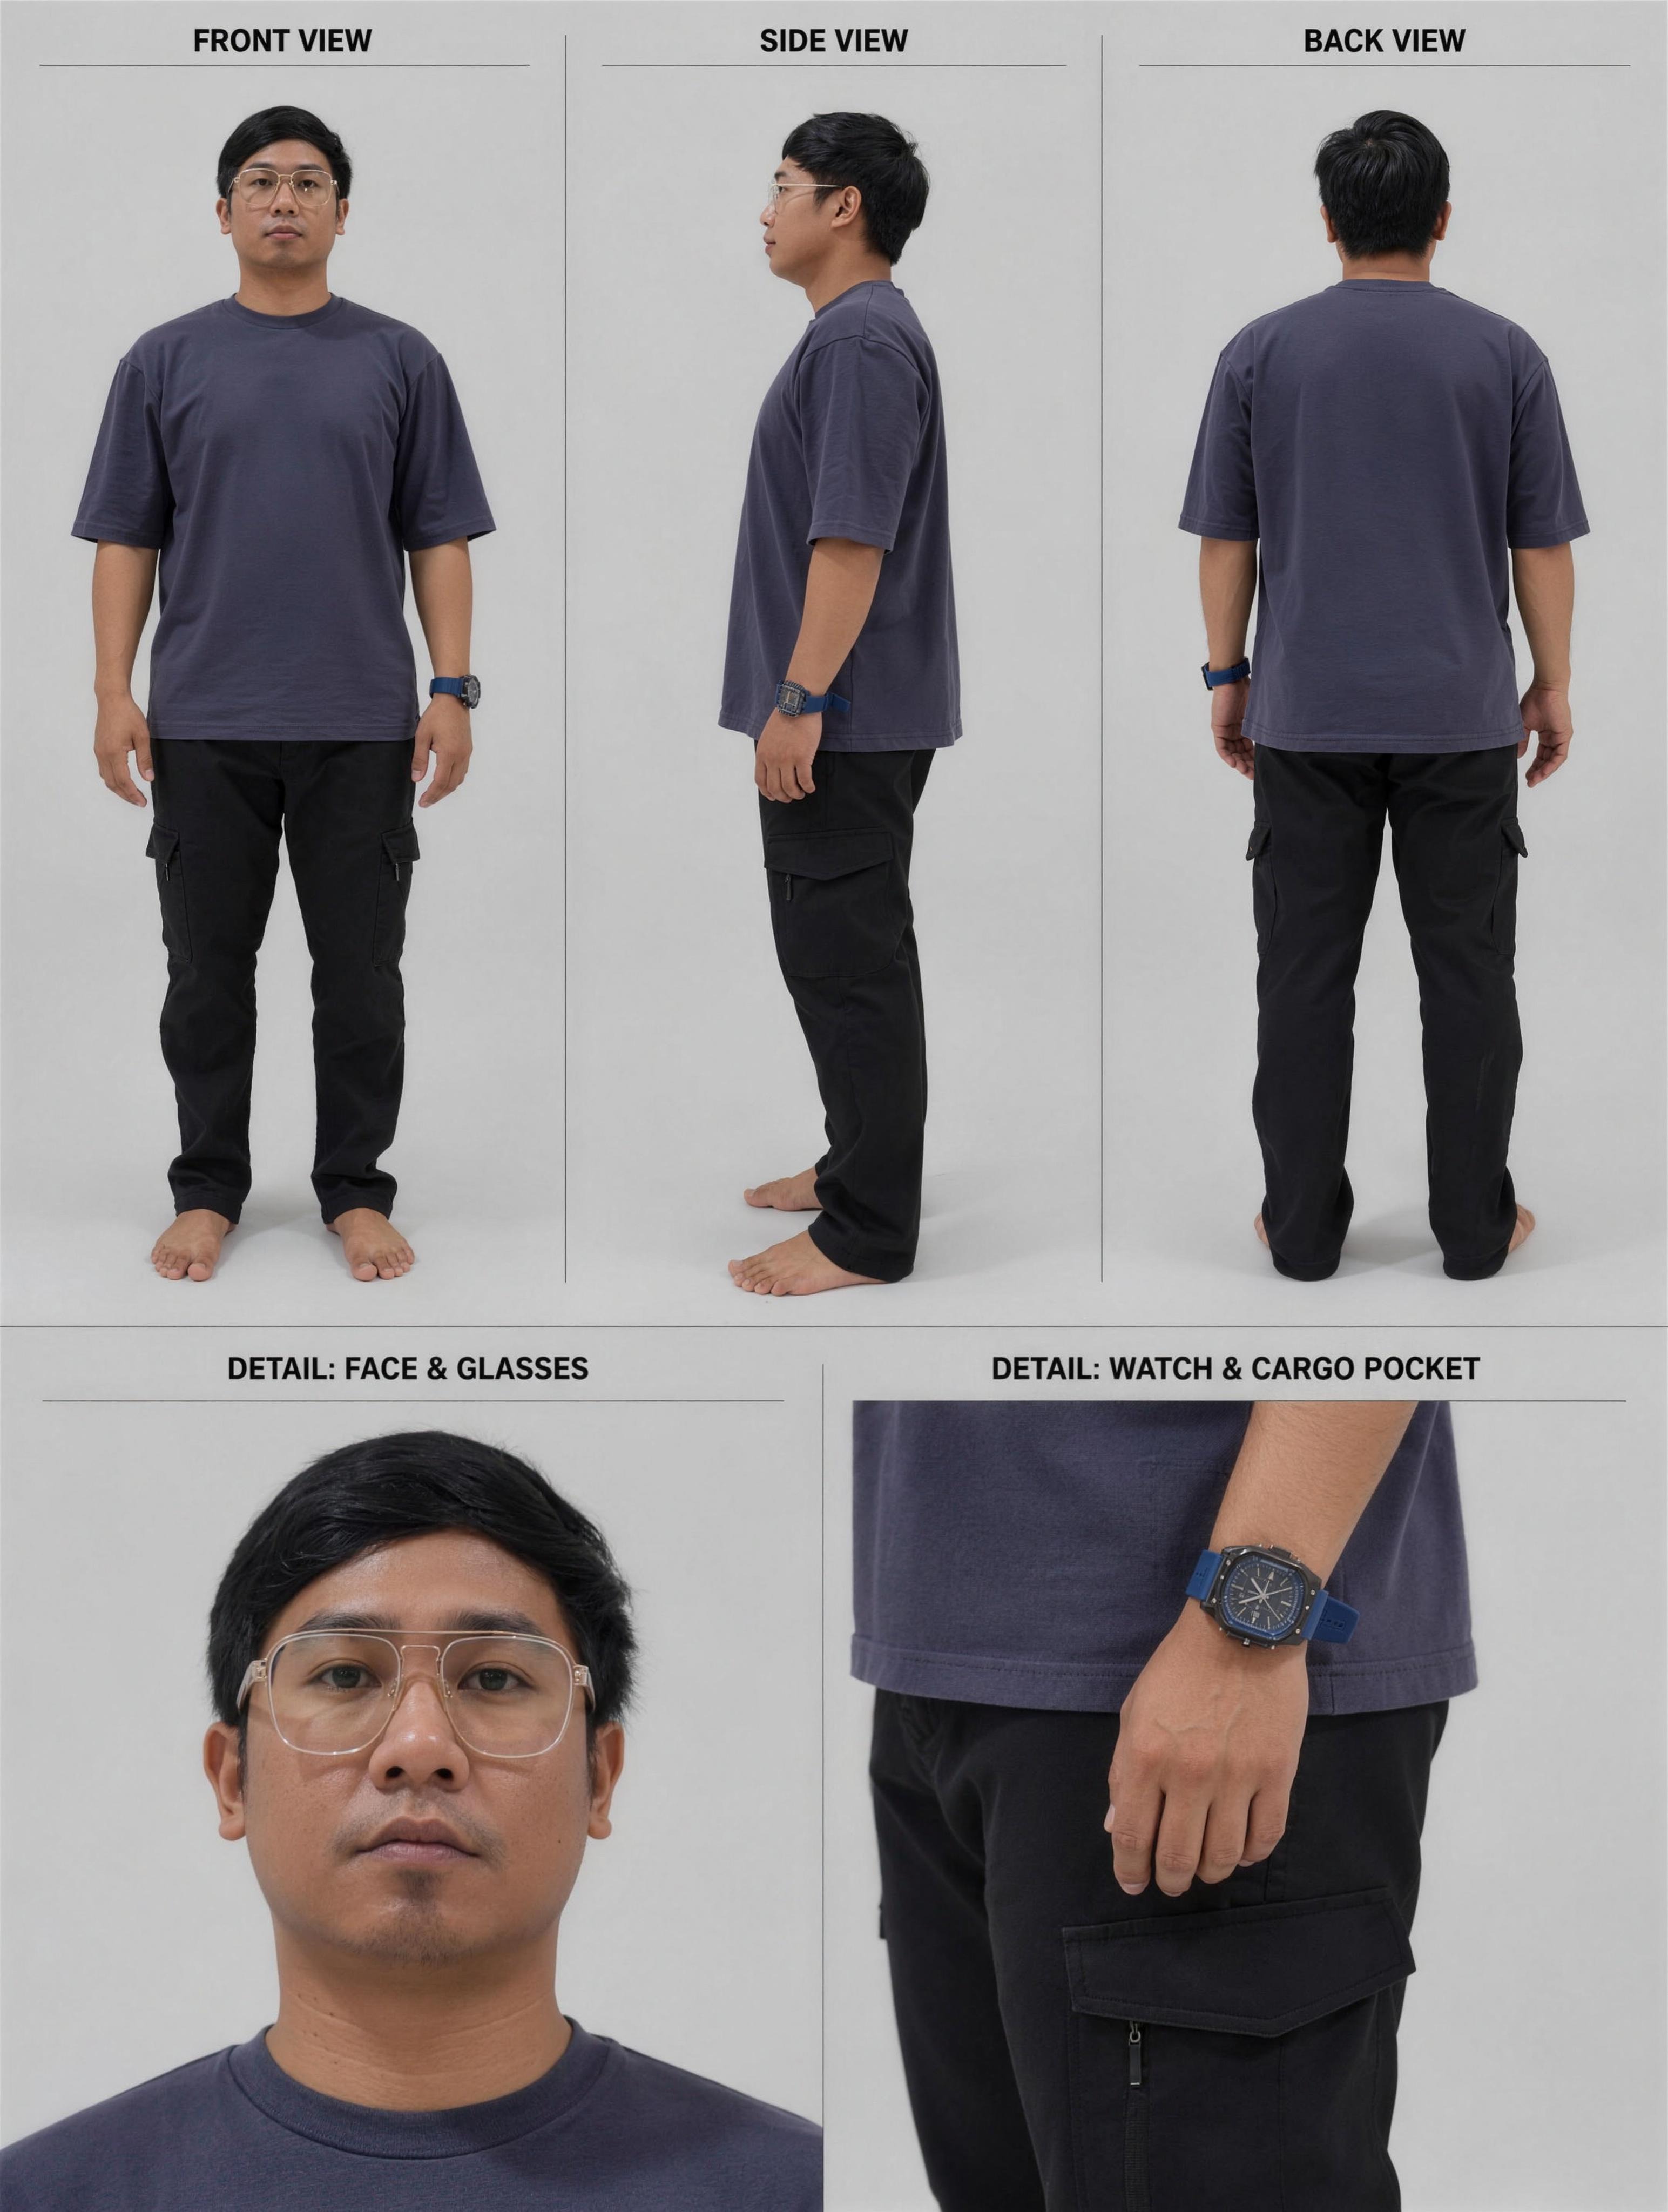 FRONT VIEW
SIDE VIEW
BACK VIEW
DETAIL: FACE & GLASSES
DETAIL: WATCH & CARGO POCKET